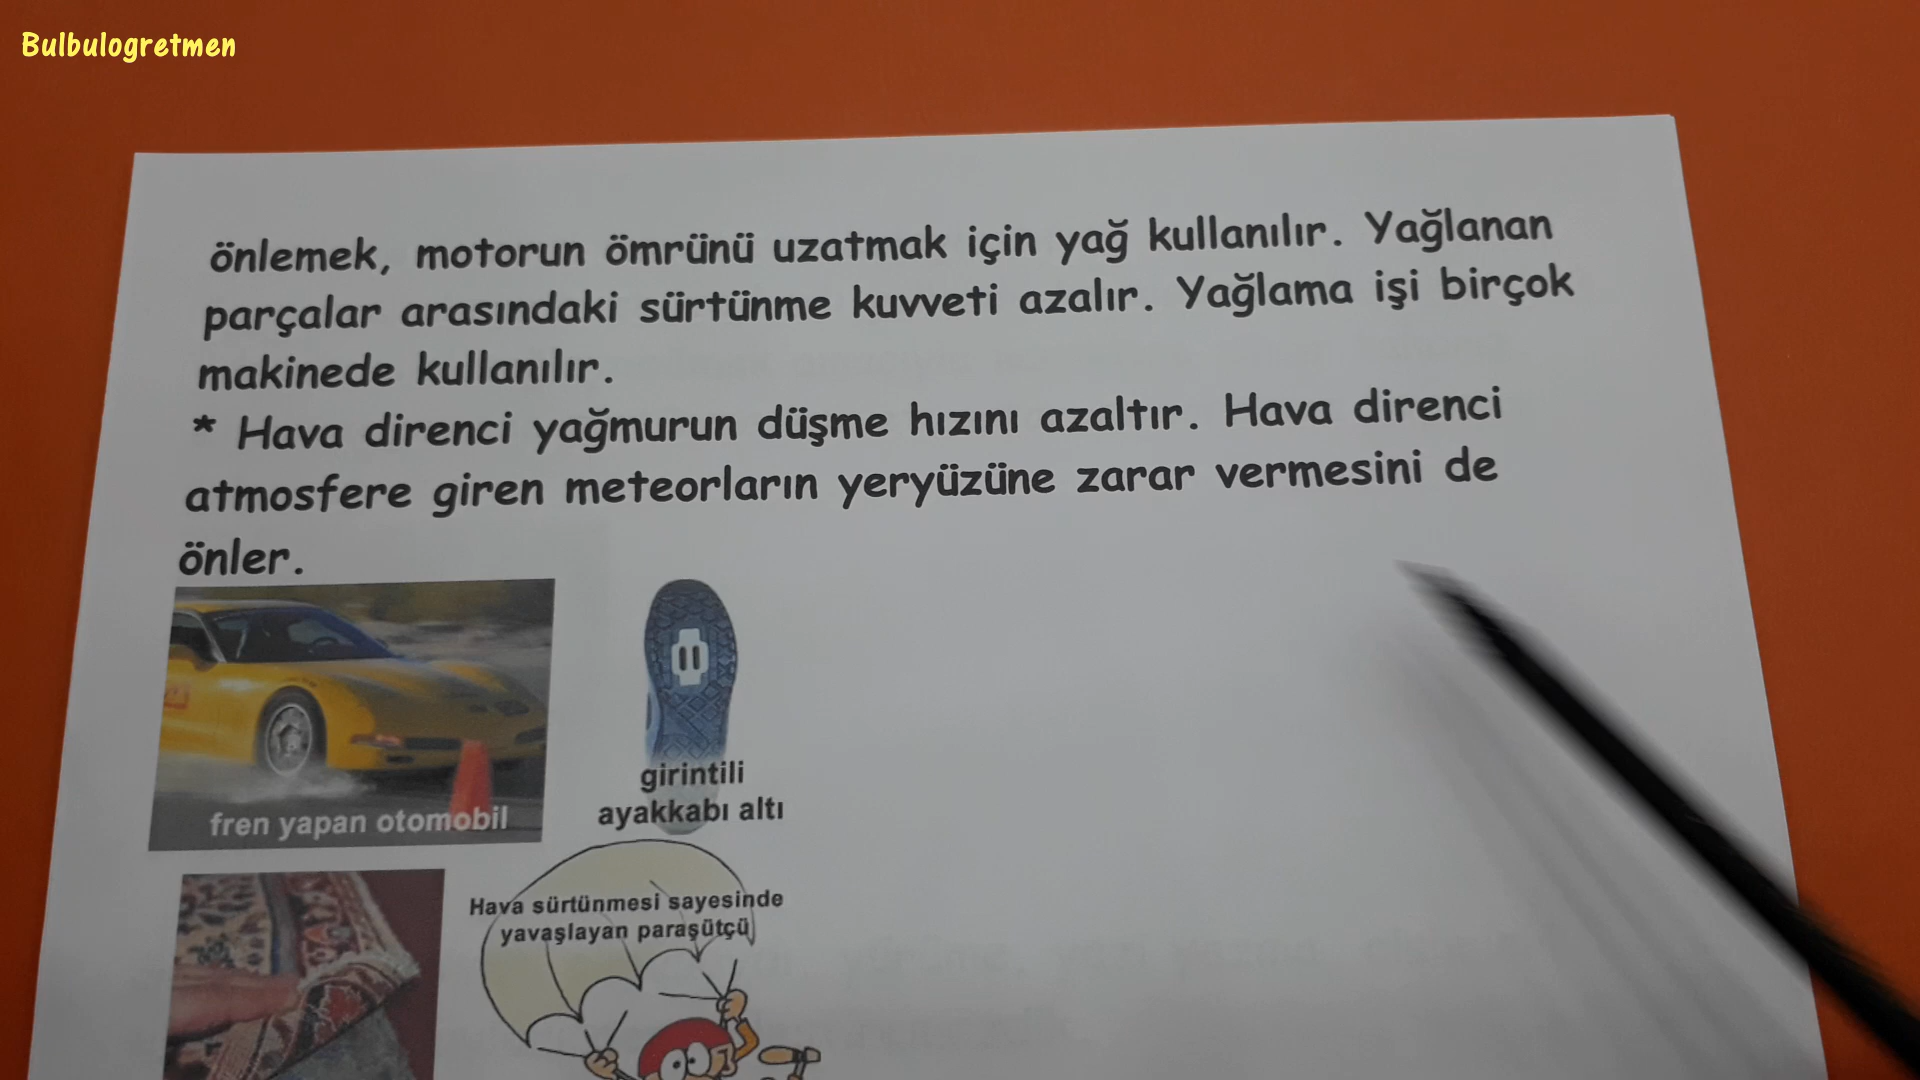 Bulbulogretmen
önlemek, motorun ömrünü uzatmak için yağ kullanılır. Yağlanan
parçalar arasındaki sürtünme kuvveti azalır. Yağlama işi birçok
makinede kullanılır.
* Hava direnci yağmurun düşme hızını azaltır. Hava direnci
atmosfere giren meteorların yeryüzüne zarar vermesini de
önler.
fren yapan otomobil
girintili
ayakkabı altı
Hava sürtünmesi sayesinde
yavaşlayan paraşütçü